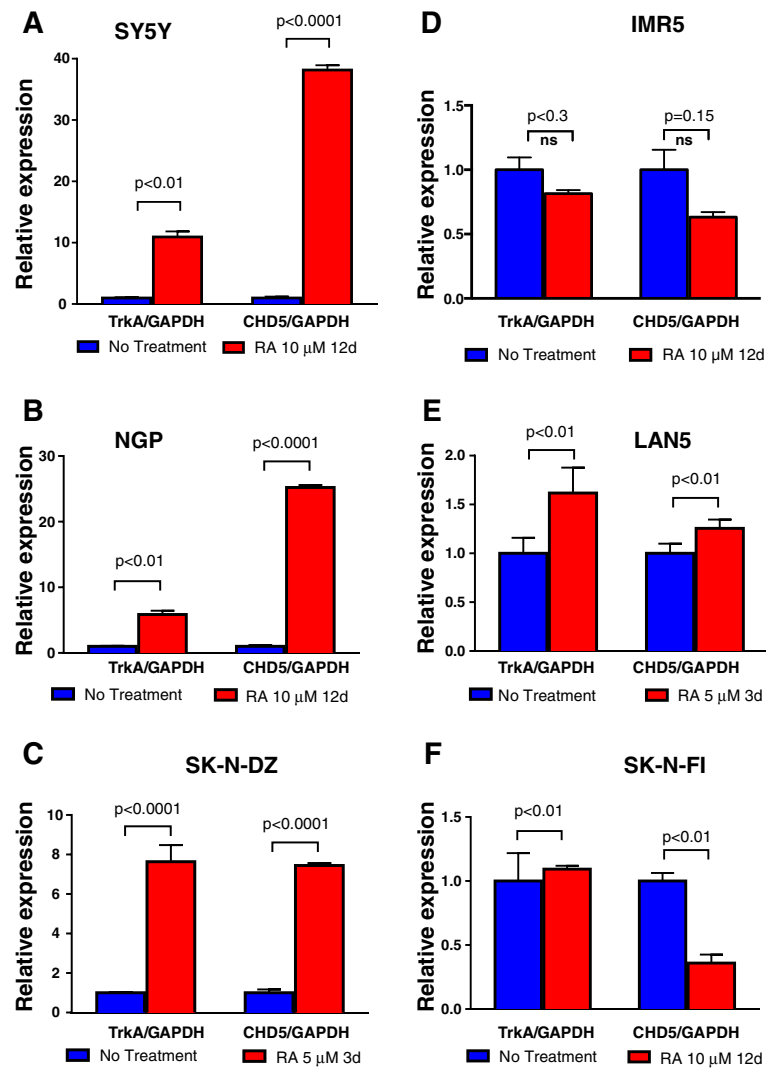 A
SY5Y
p<0.0001
p<0.01
Relative expression
40
30
20
10
0
TrkA/GAPDH CHD5/GAPDH
No Treatment RA 10 μM 12d
B
NGP
p<0.0001
p<0.01
Relative expression
30
20
10
0
TrkA/GAPDH CHD5/GAPDH
No Treatment RA 10 μM 12d
C
SK-N-DZ
p<0.0001 p<0.0001
Relative expression
10
8
6
4
2
0
TrkA/GAPDH CHD5/GAPDH
No Treatment RA 5 μM 3d
D
IMR5
p<0.3 p=0.15
ns ns
Relative expression
1.5
1.0
0.5
0.0
TrkA/GAPDH CHD5/GAPDH
No Treatment RA 10 μM 12d
E
LAN5
p<0.01
p<0.01
Relative expression
2.0
1.5
1.0
0.5
0.0
TrkA/GAPDH CHD5/GAPDH
No Treatment RA 5 μM 3d
F
SK-N-FI
p<0.01
p<0.01
Relative expression
1.5
1.0
0.5
0.0
TrkA/GAPDH CHD5/GAPDH
No Treatment RA 10 μM 12d